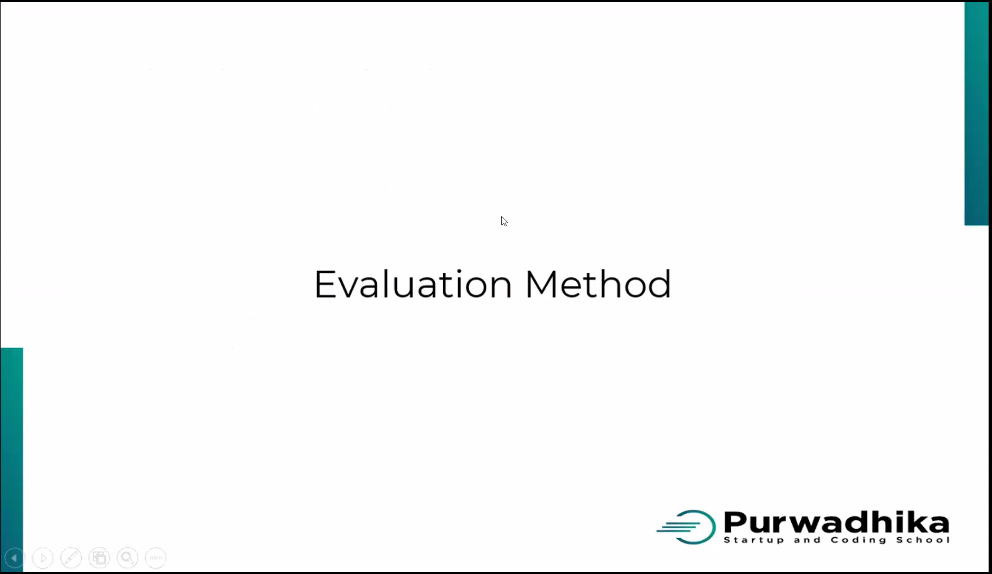 Evaluation Method
Purwadhika
Startup and Coding School